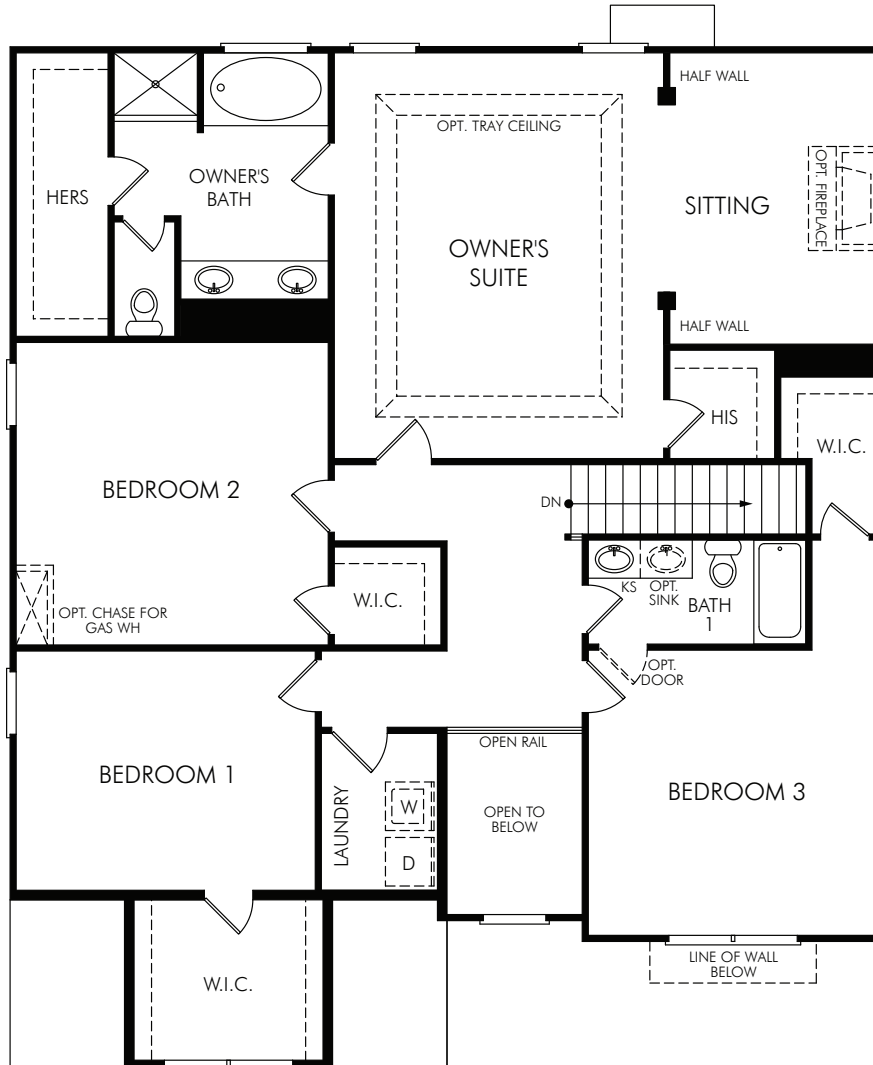 HALF WALL
OPT. TRAY CEILING
OWNER'S
BATH
HERS
OPT. FIREPLACE
SITTING
OWNER'S
SUITE
HALF WALL
HIS
W.I.C.
BEDROOM 2
DN
OPT. CHASE FOR
GAS WH
W.I.C.
KS
OPT.
SINK
BATH
1
OPT.
DOOR
OPEN RAIL
BEDROOM 1
LAUNDRY
W
D
OPEN TO
BELOW
BEDROOM 3
W.I.C.
LINE OF WALL
BELOW